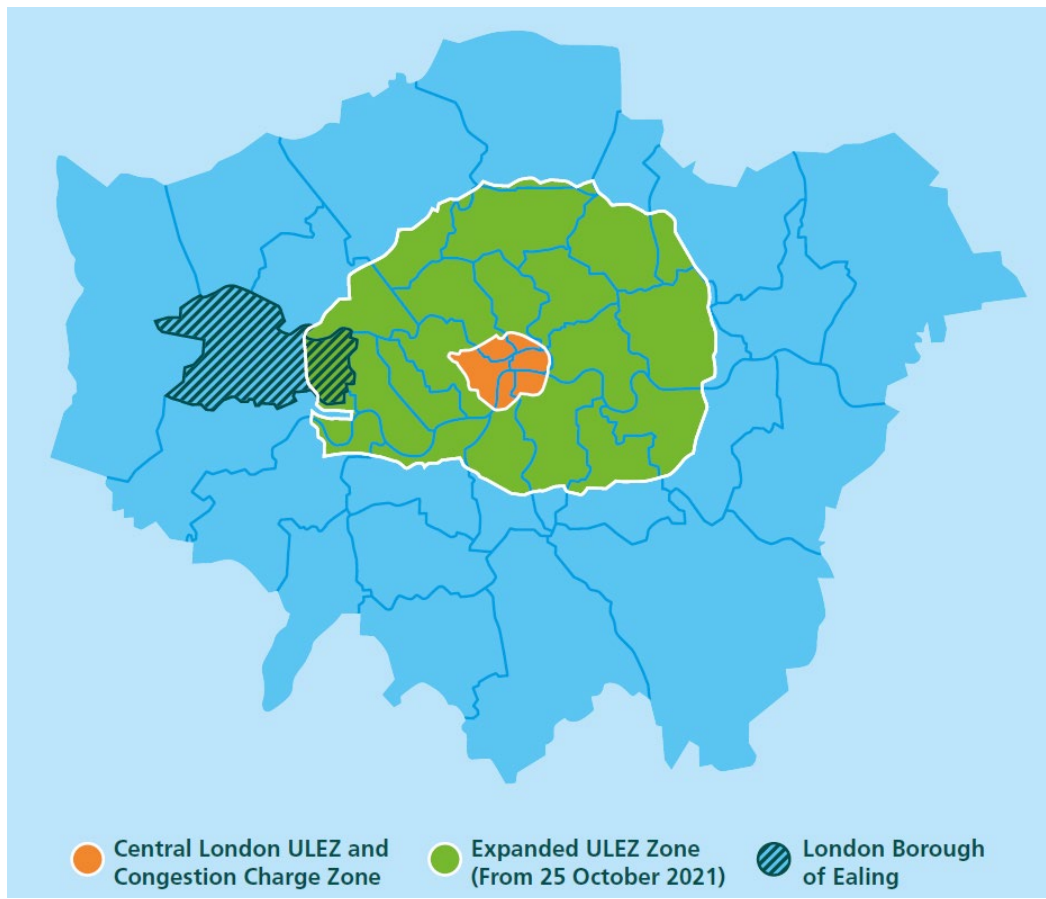 Central London ULEZ and
Congestion Charge Zone
Expanded ULEZ Zone
(From 25 October 2021)
London Borough
of Ealing